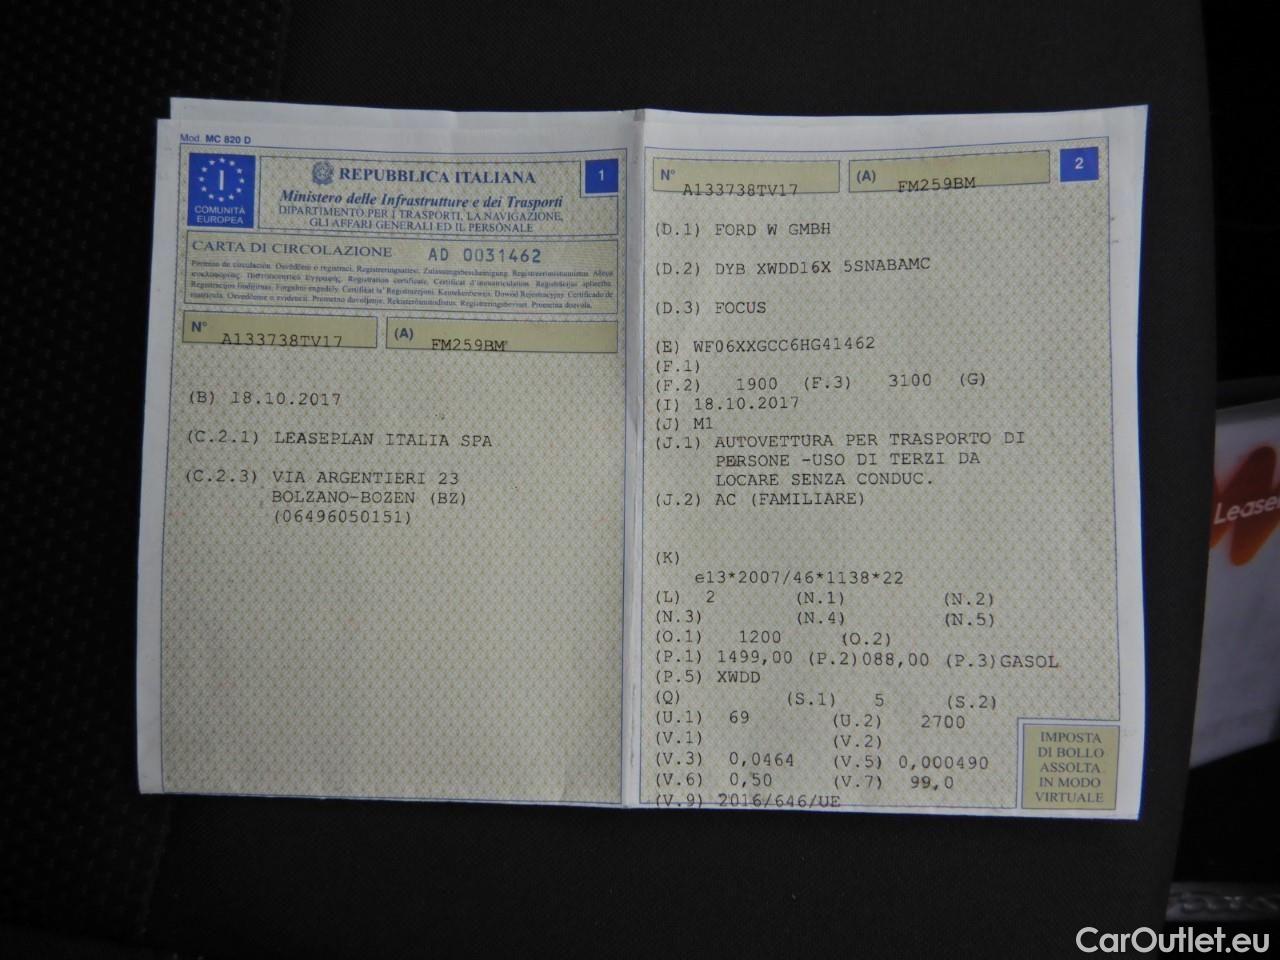 Mod. MC 820 D
I
COMUNITÀ
EUROPEA
REPUBBLICA ITALIANA
1
Ministero delle Infrastrutture e dei Trasporti
DIPARTIMENTO PER I TRASPORTI, LA NAVIGAZIONE,
GLI AFFARI GENERALI ED IL PERSONALE
CARTA DI CIRCOLAZIONE AD 0031462
N° A133738TV17 (A) FM259BM
(B) 18.10.2017
(C.2.1) LEASEPLAN ITALIA SPA
(C.2.3) VIA ARGENTIERI 23
BOLZANO-BOZEN (BZ)
(06496050151)
N° A133738TV17 (A) FM259BM 2
(D.1) FORD W GMBH
(D.2) DYB XWDD16X 5SNABAMC
(D.3) FOCUS
(E) WF06XXGCC6HG41462
(F.1)
(F.2) 1900 (F.3) 3100 (G)
(I) 18.10.2017
(J) M1
(J.1) AUTOVETTURA PER TRASPORTO DI
PERSONE -USO DI TERZI DA
LOCARE SENZA CONDUC.
(J.2) AC (FAMILIARE)
(K)
e13*2007/46*1138*22
(L) 2 (N.1) (N.2)
(N.3) (N.4) (N.5)
(O.1) 1200 (O.2)
(P.1) 1499,00 (P.2)088,00 (P.3)GASOL
(P.5) XWDD
(Q) (S.1) 5 (S.2)
(U.1) 69 (U.2) 2700
(V.1) (V.2)
(V.3) 0,0464 (V.5) 0,000490
(V.6) 0,50 (V.7) 99,0
(V.9) 2016/646/UE
IMPOSTA
DI BOLLO
ASSOLTA
IN MODO
VIRTUALE
CarOutlet.eu